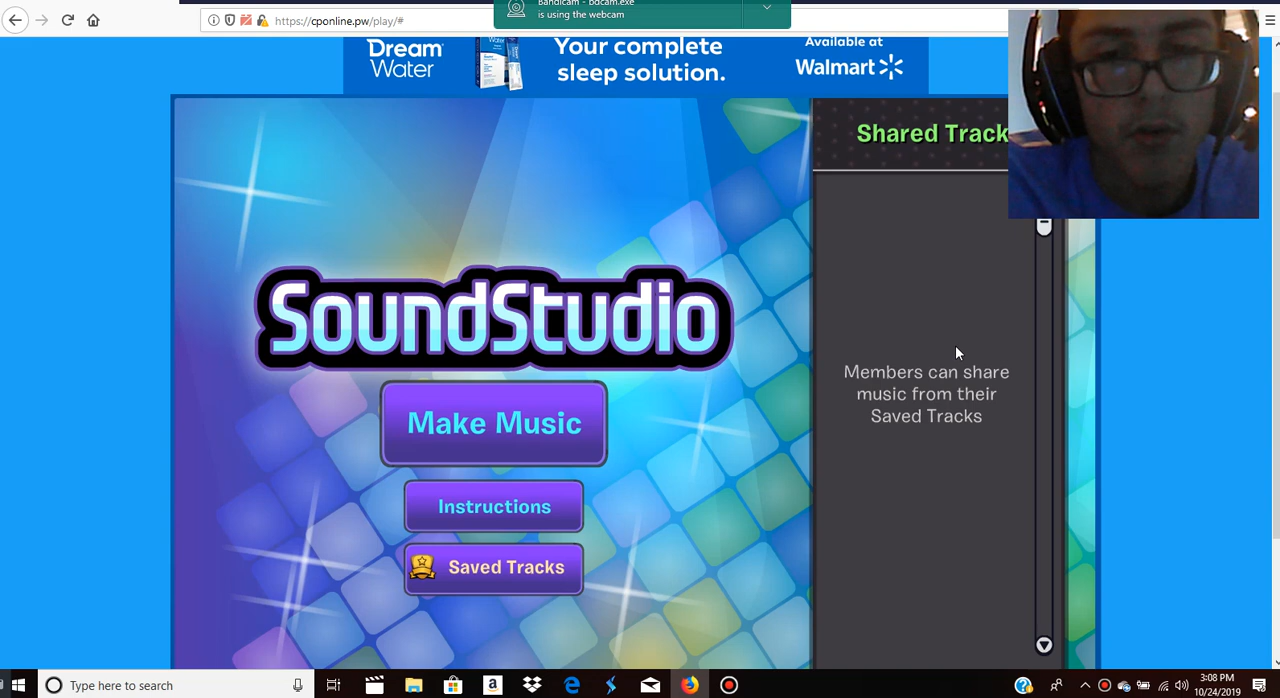 Bandicam - bdcam.exe
is using the webcam
https://cponline.pw/play/#
Dream
Water
Your complete
sleep solution.
Available at
Walmart
Shared Track
SoundStudio
Make Music
Instructions
Saved Tracks
Members can share
music from their
Saved Tracks
Type here to search
3:08 PM
10/24/2019